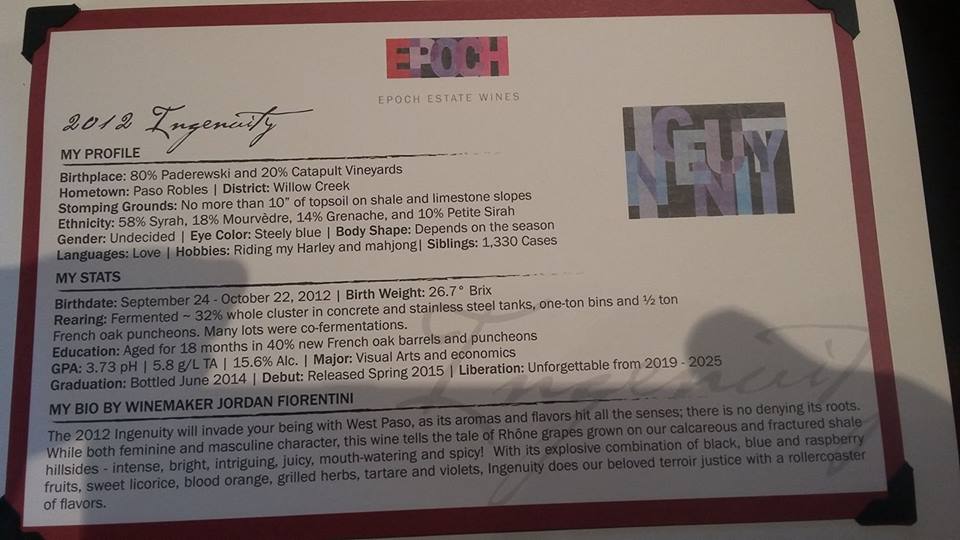 EPOCH
EPOCH ESTATE WINES
2012 Ingenuity
INGENUITY
MY PROFILE
Birthplace: 80% Paderewski and 20% Catapult Vineyards
Hometown: Paso Robles | District: Willow Creek
Stomping Grounds: No more than 10” of topsoil on shale and limestone slopes
Ethnicity: 58% Syrah, 18% Mourvèdre, 14% Grenache, and 10% Petite Sirah
Gender: Undecided | Eye Color: Steely blue | Body Shape: Depends on the season
Languages: Love | Hobbies: Riding my Harley and mahjong| Siblings: 1,330 Cases
MY STATS
Birthdate: September 24 - October 22, 2012 | Birth Weight: 26.7° Brix
Rearing: Fermented ~ 32% whole cluster in concrete and stainless steel tanks, one-ton bins and ½ ton
French oak puncheons. Many lots were co-fermentations.
Education: Aged for 18 months in 40% new French oak barrels and puncheons
GPA: 3.73 pH | 5.8 g/L TA | 15.6% Alc. | Major: Visual Arts and economics
Graduation: Bottled June 2014 | Debut: Released Spring 2015 | Liberation: Unforgettable from 2019 - 2025
Ingenuity
MY BIO BY WINEMAKER JORDAN FIORENTINI
The 2012 Ingenuity will invade your being with West Paso, as its aromas and flavors hit all the senses; there is no denying its roots.
While both feminine and masculine character, this wine tells the tale of Rhône grapes grown on our calcareous and fractured shale
hillsides - intense, bright, intriguing, juicy, mouth-watering and spicy! With its explosive combination of black, blue and raspberry
fruits, sweet licorice, blood orange, grilled herbs, tartare and violets, Ingenuity does our beloved terroir justice with a rollercoaster
of flavors.